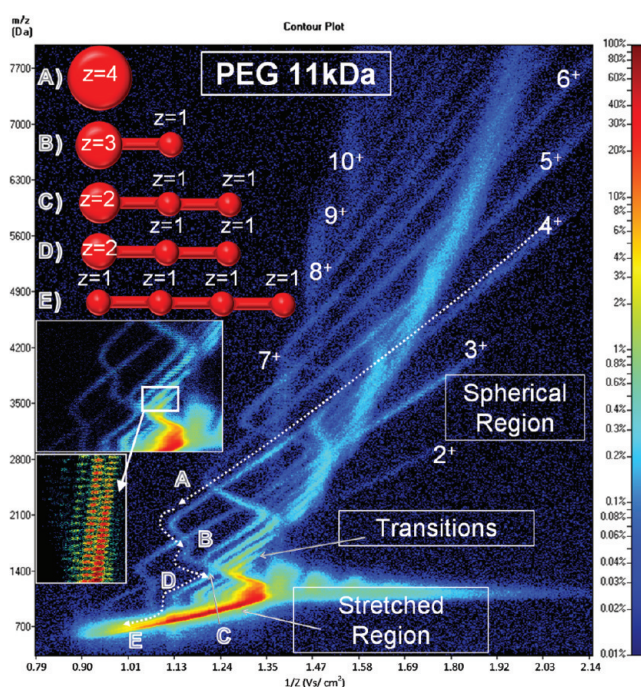 m/z
(Da)
Contour Plot
7700
7000
6300
5600
4900
4200
3500
2800
2100
1400
700
0.79 0.90 1.01 1.13 1.24 1.35 1.47 1.58 1.69 1.80 1.92 2.03 2.14
1/Z (Vs/ cm²)
100%
80%
60%
40%
20%
10%
8%
6%
4%
2%
1%
0.8%
0.6%
0.4%
0.3%
0.2%
0.1%
0.08%
0.06%
0.04%
0.02%
0.01%
PEG 11kDa
A) z=4
B) z=3 z=1
C) z=2 z=1 z=1
D) z=2 z=1 z=1
E) z=1 z=1 z=1 z=1
6⁺
5⁺
4⁺
10⁺
9⁺
8⁺
7⁺
3⁺
2⁺
Spherical
Region
A
B
Transitions
D
C
E
Stretched
Region